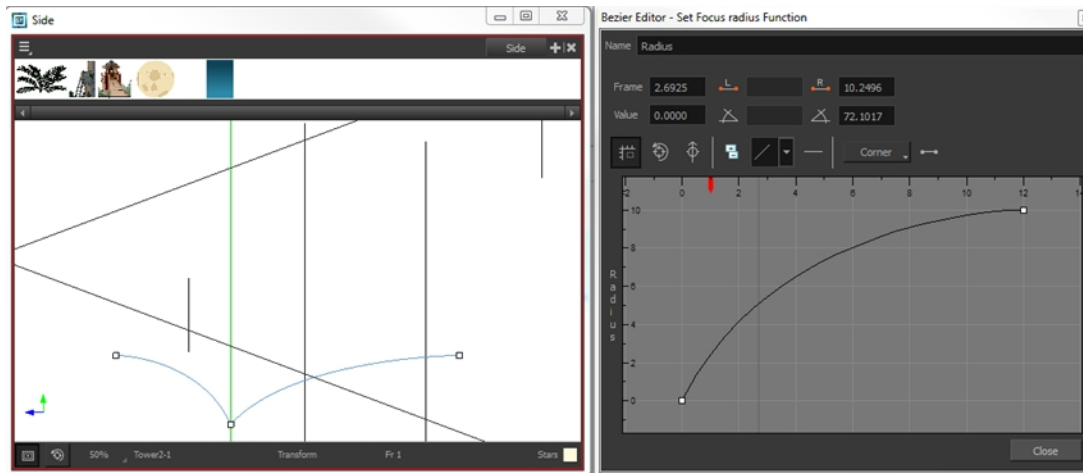 Side
Bezier Editor - Set Focus radius Function
Side
Name Radius
Frame 2.6925 L R 10.2496
Value 0.0000 72.1017
Corner
-2 0 2 4 6 8 10 12 14
10
8
6
4
2
0
Radius
50% Tower2-1 Transform Fr 1 Stars
Close